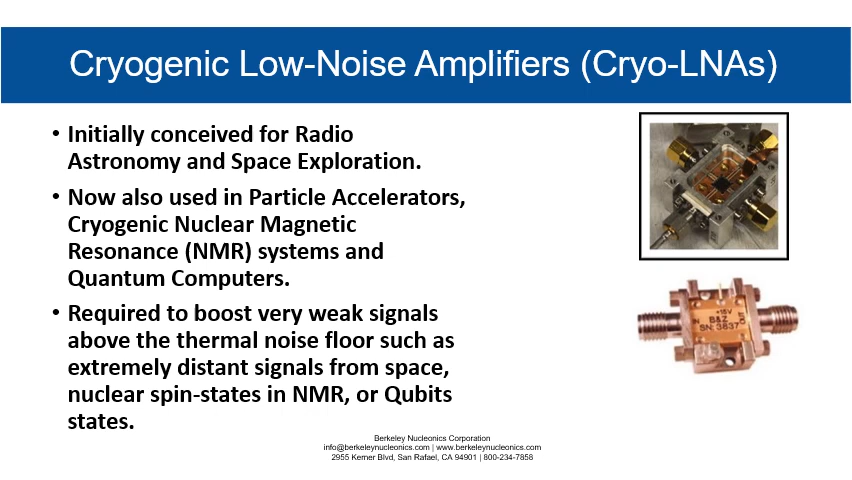 Cryogenic Low-Noise Amplifiers (Cryo-LNAs)
• Initially conceived for Radio
Astronomy and Space Exploration.
• Now also used in Particle Accelerators,
Cryogenic Nuclear Magnetic
Resonance (NMR) systems and
Quantum Computers.
• Required to boost very weak signals
above the thermal noise floor such as
extremely distant signals from space,
nuclear spin-states in NMR, or Qubits
states.
+15V
B&Z
IN
OUT
SN: 3837
Berkeley Nucleonics Corporation
info@berkeleynucleonics.com | www.berkeleynucleonics.com
2955 Kerner Blvd, San Rafael, CA 94901 | 800-234-7858